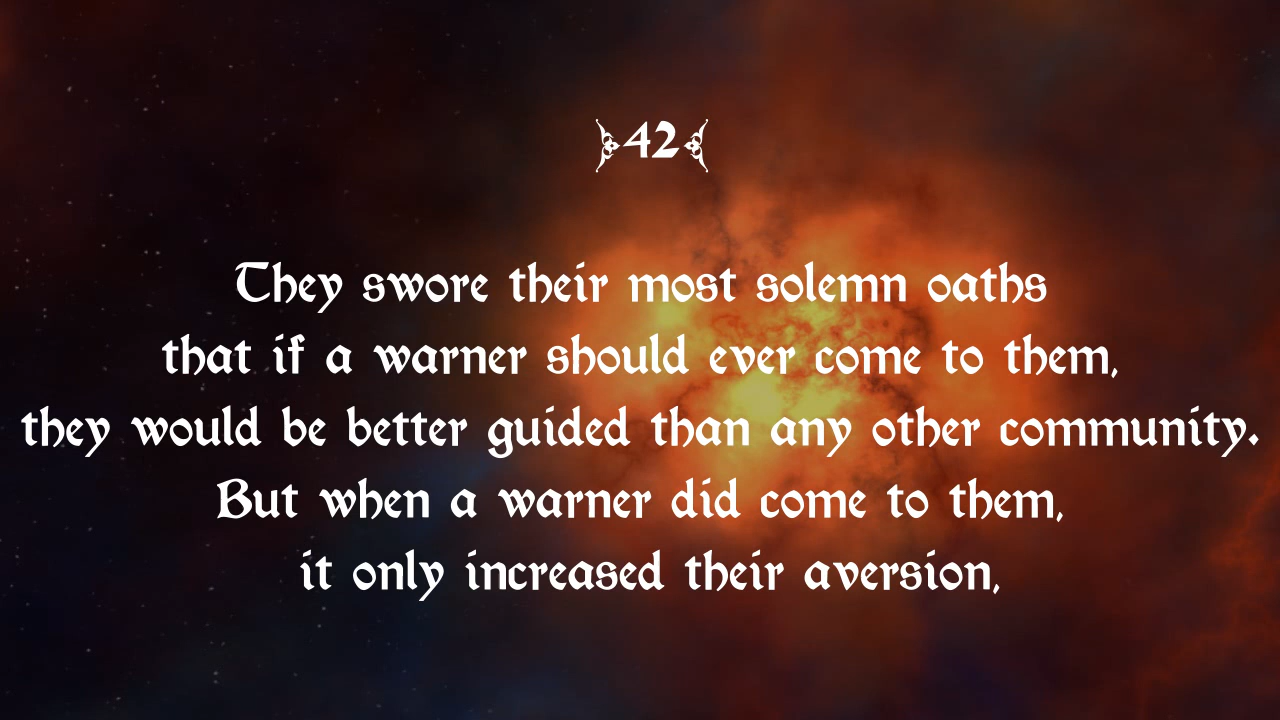 42
They swore their most solemn oaths
that if a warner should ever come to them,
they would be better guided than any other community.
But when a warner did come to them,
it only increased their aversion,